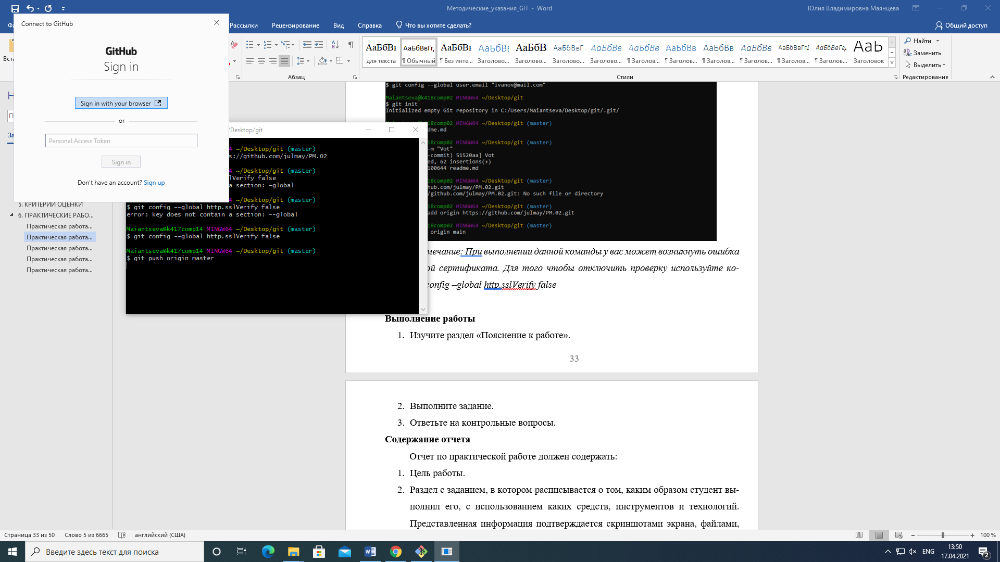 Методические_указания_GIT - Word
Юлия Владимировна Маянцева
Рассылки
Рецензирование
Вид
Справка
Что вы хотите сделать?
Общий доступ
Connect to GitHub
GitHub
Sign in
Sign in with your browser
or
Personal Access Token
Sign in
Don't have an account? Sign up
АаБбВвГг,
для текста
¶ Обычный
¶ Без инте...
Заголово...
Заголово...
Заголово...
Заголово...
¶ Заголов...
¶ Заголов...
¶ Заголов...
¶ Заголов...
¶ Заголов...
¶ Заголов...
Заголовок
Абзац
Стили
Найти
Заменить
Выделить
Редактирование
5. КРИТЕРИИ ОЦЕНКИ
6. ПРАКТИЧЕСКИЕ РАБО...
Практическая работа...
Практическая работа...
Практическая работа...
Практическая работа...
Практическая работа...
/Desktop/git
4 ~/Desktop/git (master)
s://github.com/julmay/PM.02
4 ~/Desktop/git (master)
lVerify false
a section: -global
4 ~/Desktop/git (master)
$ git config --global http.sslVerify false
error: key does not contain a section: --global
Maiantseva@k417comp14 MINGW64 ~/Desktop/git (master)
$ git config --global http.sslVerify false
Maiantseva@k417comp14 MINGW64 ~/Desktop/git (master)
$ git push origin master
$ git config --global user.email "ivanov@mail.com"
Maiantseva@k418comp02 MINGW64 ~/Desktop/git
$ git init
Initialized empty Git repository in C:/Users/Maiantseva/Desktop/git/.git/
18comp02 MINGW64 ~/Desktop/git (master)
dme.md
18comp02 MINGW64 ~/Desktop/git (master)
-m "Vot"
-commit) 51520aa] Vot
ed, 62 insertions(+)
100644 readme.md
18comp02 MINGW64 ~/Desktop/git (master)
hub.com/julmay/PM.02.git
/github.com/julmay/PM.02.git: No such file or directory
18comp02 MINGW64 ~/Desktop/git (master)
add origin https://github.com/julmay/PM.02.git
18comp02 MINGW64 ~/Desktop/git (master)
origin main
мечание: При выполнении данной команды у вас может возникнуть ошибка
ой сертификата. Для того чтобы отключить проверку используйте ко-
config –global http.sslVerify false
Выполнение работы
1. Изучите раздел «Пояснение к работе».
33
2. Выполните задание.
3. Ответьте на контрольные вопросы.
Содержание отчета
Отчет по практической работе должен содержать:
1. Цель работы.
2. Раздел с заданием, в котором расписывается о том, каким образом студент вы-
полнил его, с использованием каких средств, инструментов и технологий.
Представленная информация подтверждается скриншотами экрана, файлами,
Страница 33 из 50
Слово 5 из 6665
английский (США)
100 %
Введите здесь текст для поиска
ENG
13:50
17.04.2021
2